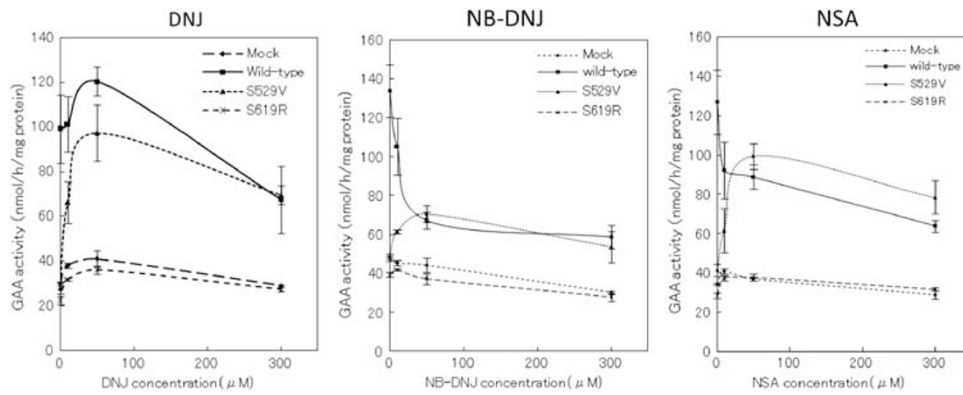 DNJ
GAA activity (nmol/h/mg protein)
140
120
100
80
60
40
20
0
Mock
Wild-type
S529V
S619R
0
100
200
300
DNJ concentration(μM)
NB-DNJ
GAA activity (nmol/h/mg protein)
160
140
120
100
80
60
40
20
0
Mock
wild-type
S529V
S619R
0
100
200
300
NB-DNJ concentration(μM)
NSA
GAA activity (nmol/h/mg protein)
160
140
120
100
80
60
40
20
0
Mock
wild-type
S529V
S619R
0
100
200
300
NSA concentration(μM)